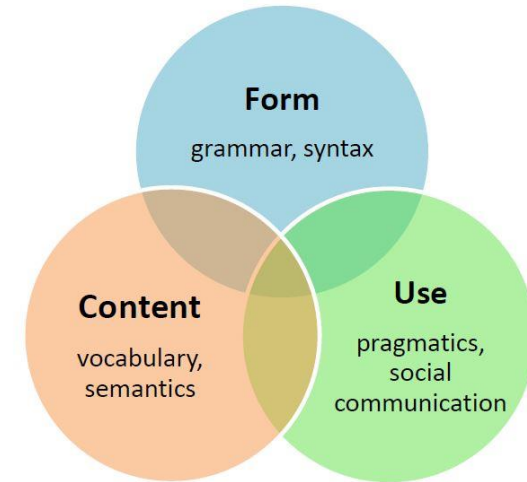 Form
grammar, syntax
Content
vocabulary,
semantics
Use
pragmatics,
social
communication